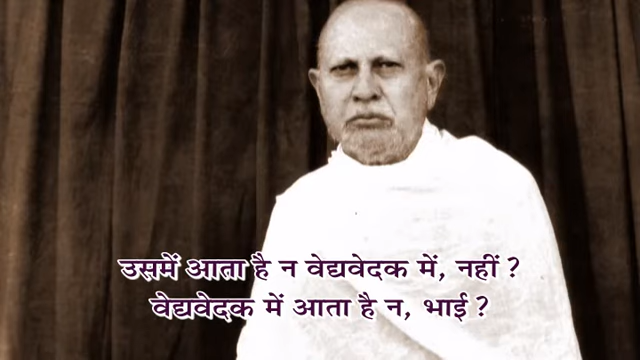 उसमें आता है न वेद्यवेदक में, नहीं ?
वेद्यवेदक में आता है न, भाई ?